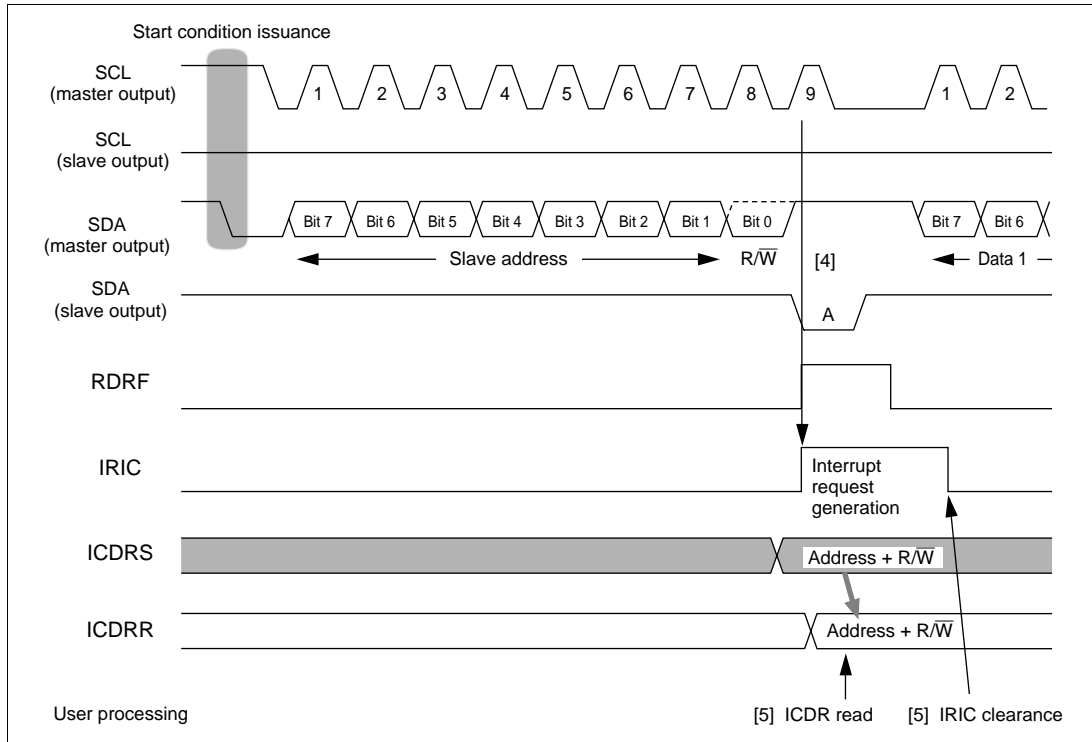 Start condition issuance
SCL
(master output)
1 2 3 4 5 6 7 8 9 1 2
SCL
(slave output)
SDA
(master output)
Bit 7 Bit 6 Bit 5 Bit 4 Bit 3 Bit 2 Bit 1 Bit 0 Bit 7 Bit 6
Slave address R/W̅ [4] Data 1
SDA
(slave output)
A
RDRF
IRIC
Interrupt
request
generation
ICDRS
Address + R/W̅
ICDRR
Address + R/W̅
User processing
[5] ICDR read [5] IRIC clearance